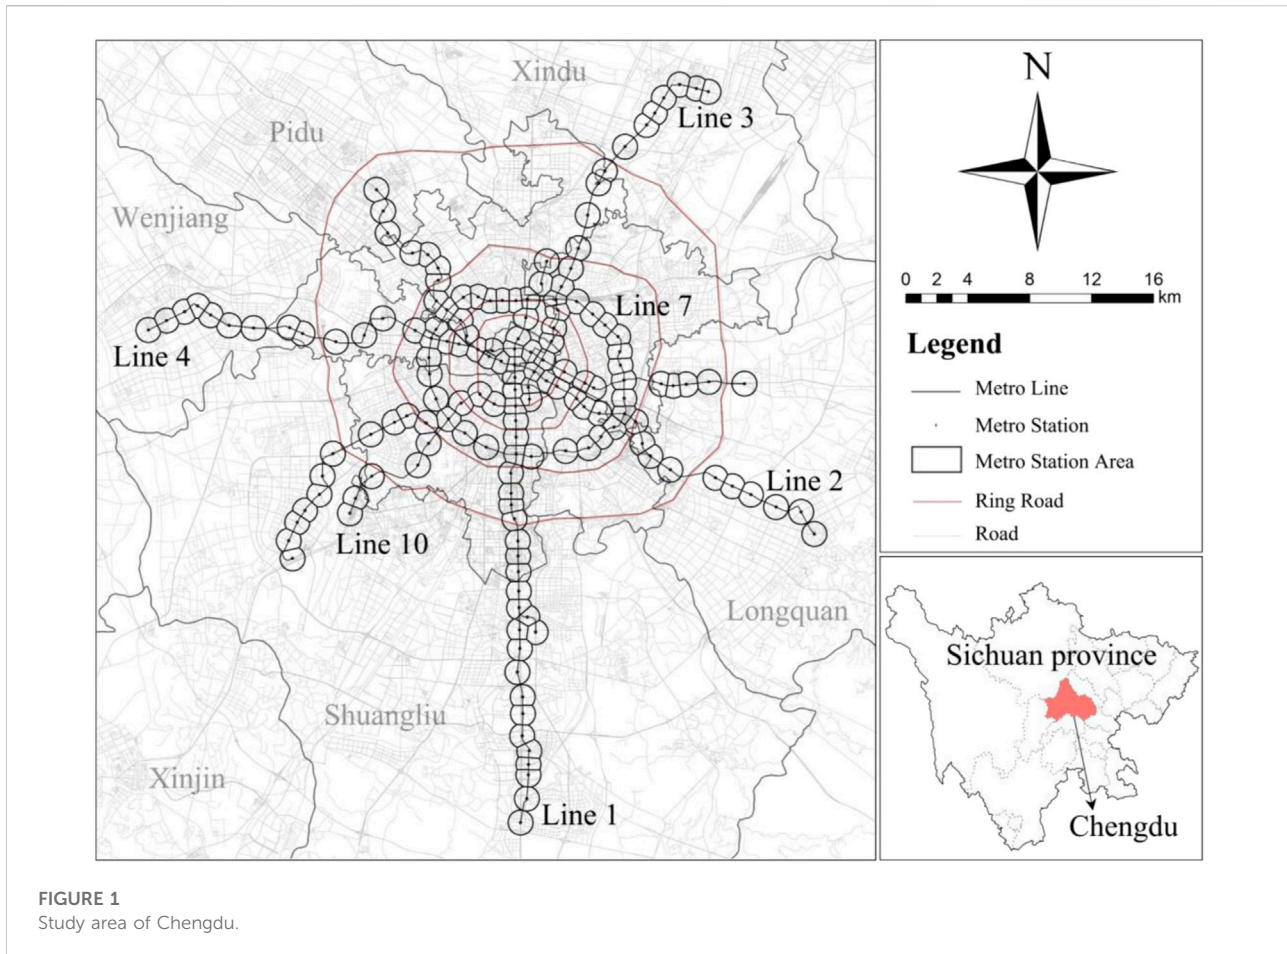 Xindu
Pidu
Line 3
Wenjiang
Line 7
Line 4
Line 2
Line 10
Longquan
Shuangliu
Xinjin
Line 1
N
0 2 4 8 12 16
km
Legend
Metro Line
Metro Station
Metro Station Area
Ring Road
Road
Sichuan province
Chengdu
FIGURE 1
Study area of Chengdu.